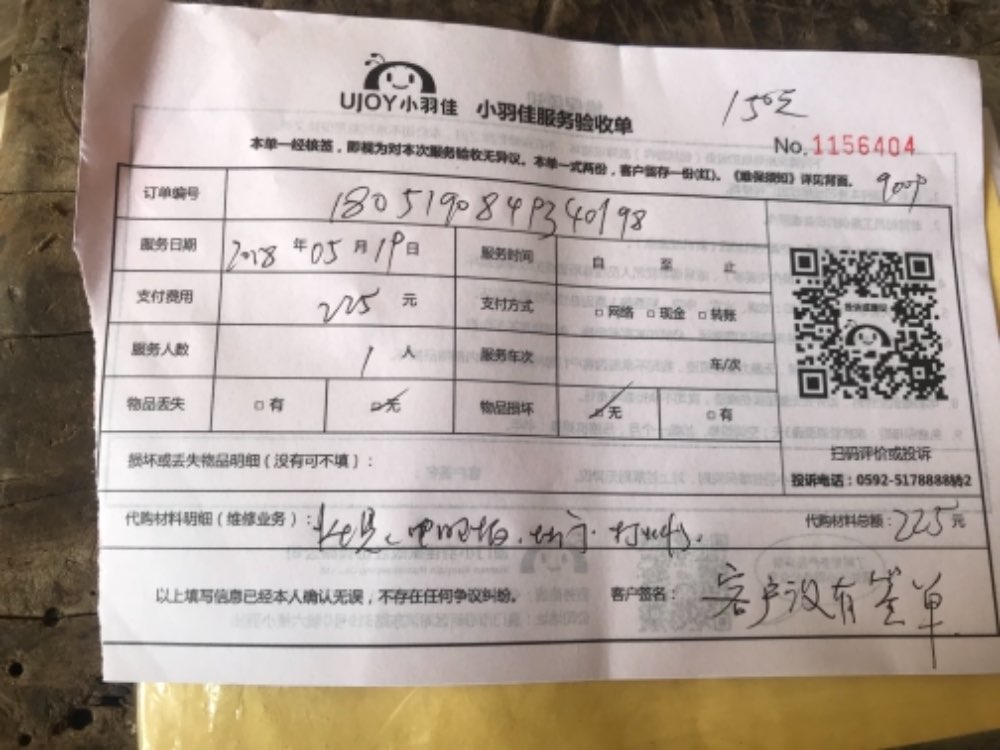 UJOY小羽佳 小羽佳服务验收单
150元
No.1156404
本单一经核签，即视为对本次服务验收无异议。本单一式两份，客户留存一份(红)。《维保须知》详见背面。
订单编号
服务日期 2018 年 05 月 19 日 服务时间 自 至 止
支付费用 225 元 支付方式 □网络 □现金 □转账
服务人数 1 人 服务车次 车/次
物品丢失 □有 □无 物品损坏 □无 □有
扫码评价或投诉
损坏或丢失物品明细（没有可不填）：
投诉电话：0592-5178888转2
代购材料明细（维修业务）：
代购材料总额：225元
以上填写信息已经本人确认无误，不存在任何争议纠纷。 客户签名： 客户没有签单